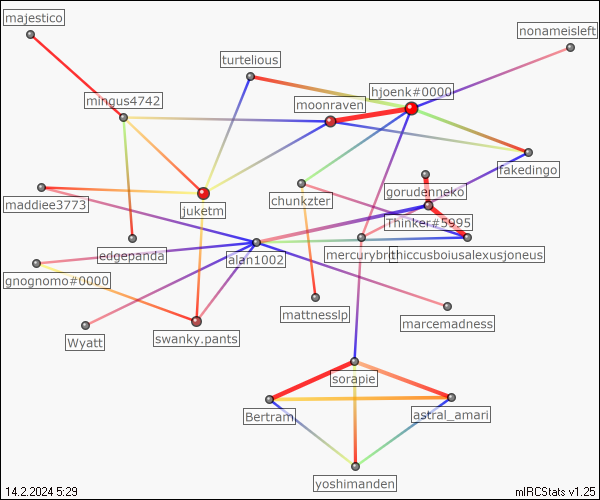 majestico
nonameisleft
turtelious
hjoenk#0000
mingus4742
moonraven
fakedingo
gorudenneko
maddiee3773
juketm
chunkzter
Thinker#5995
edgepanda
alan1002
thiccusboiusalexusjoneus
gnognomo#0000
mattnesslp
marcemadness
Wyatt
swanky.pants
sorapie
Bertram
astral_amari
yoshimanden
14.2.2024 5:29
mIRCStats v1.25